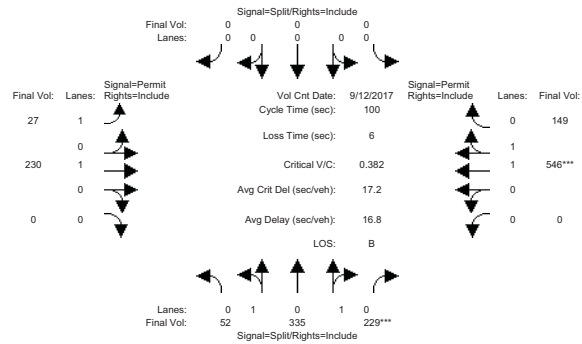 Signal=Split/Rights=Include
Final Vol: 0 0 0
Lanes: 0 0 0 0 0
Signal=Permit
Final Vol: Lanes: Rights=Include
Vol Cnt Date: 9/12/2017
Signal=Permit
Rights=Include Lanes: Final Vol:
Cycle Time (sec): 100
27 1
0 149
Loss Time (sec): 6
0
1
230 1
Critical V/C: 0.382
1 546***
0
Avg Crit Del (sec/veh): 17.2
0
0 0
Avg Delay (sec/veh): 16.8
0 0
LOS: B
Lanes: 0 1 0 1 0
Final Vol: 52 335 229***
Signal=Split/Rights=Include